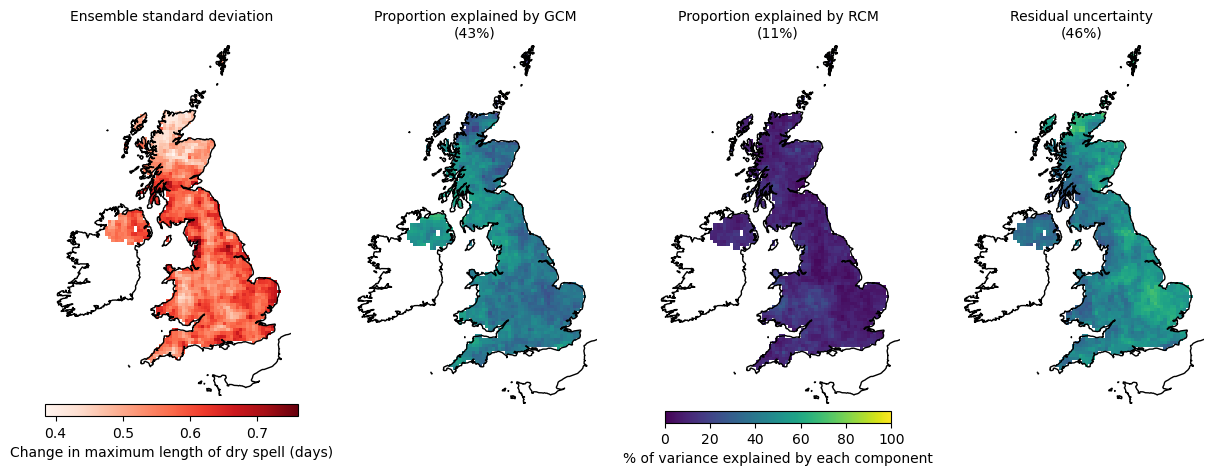 Ensemble standard deviation
Proportion explained by GCM
(43%)
Proportion explained by RCM
(11%)
Residual uncertainty
(46%)
0.4 0.5 0.6 0.7
Change in maximum length of dry spell (days)
0 20 40 60 80 100
% of variance explained by each component